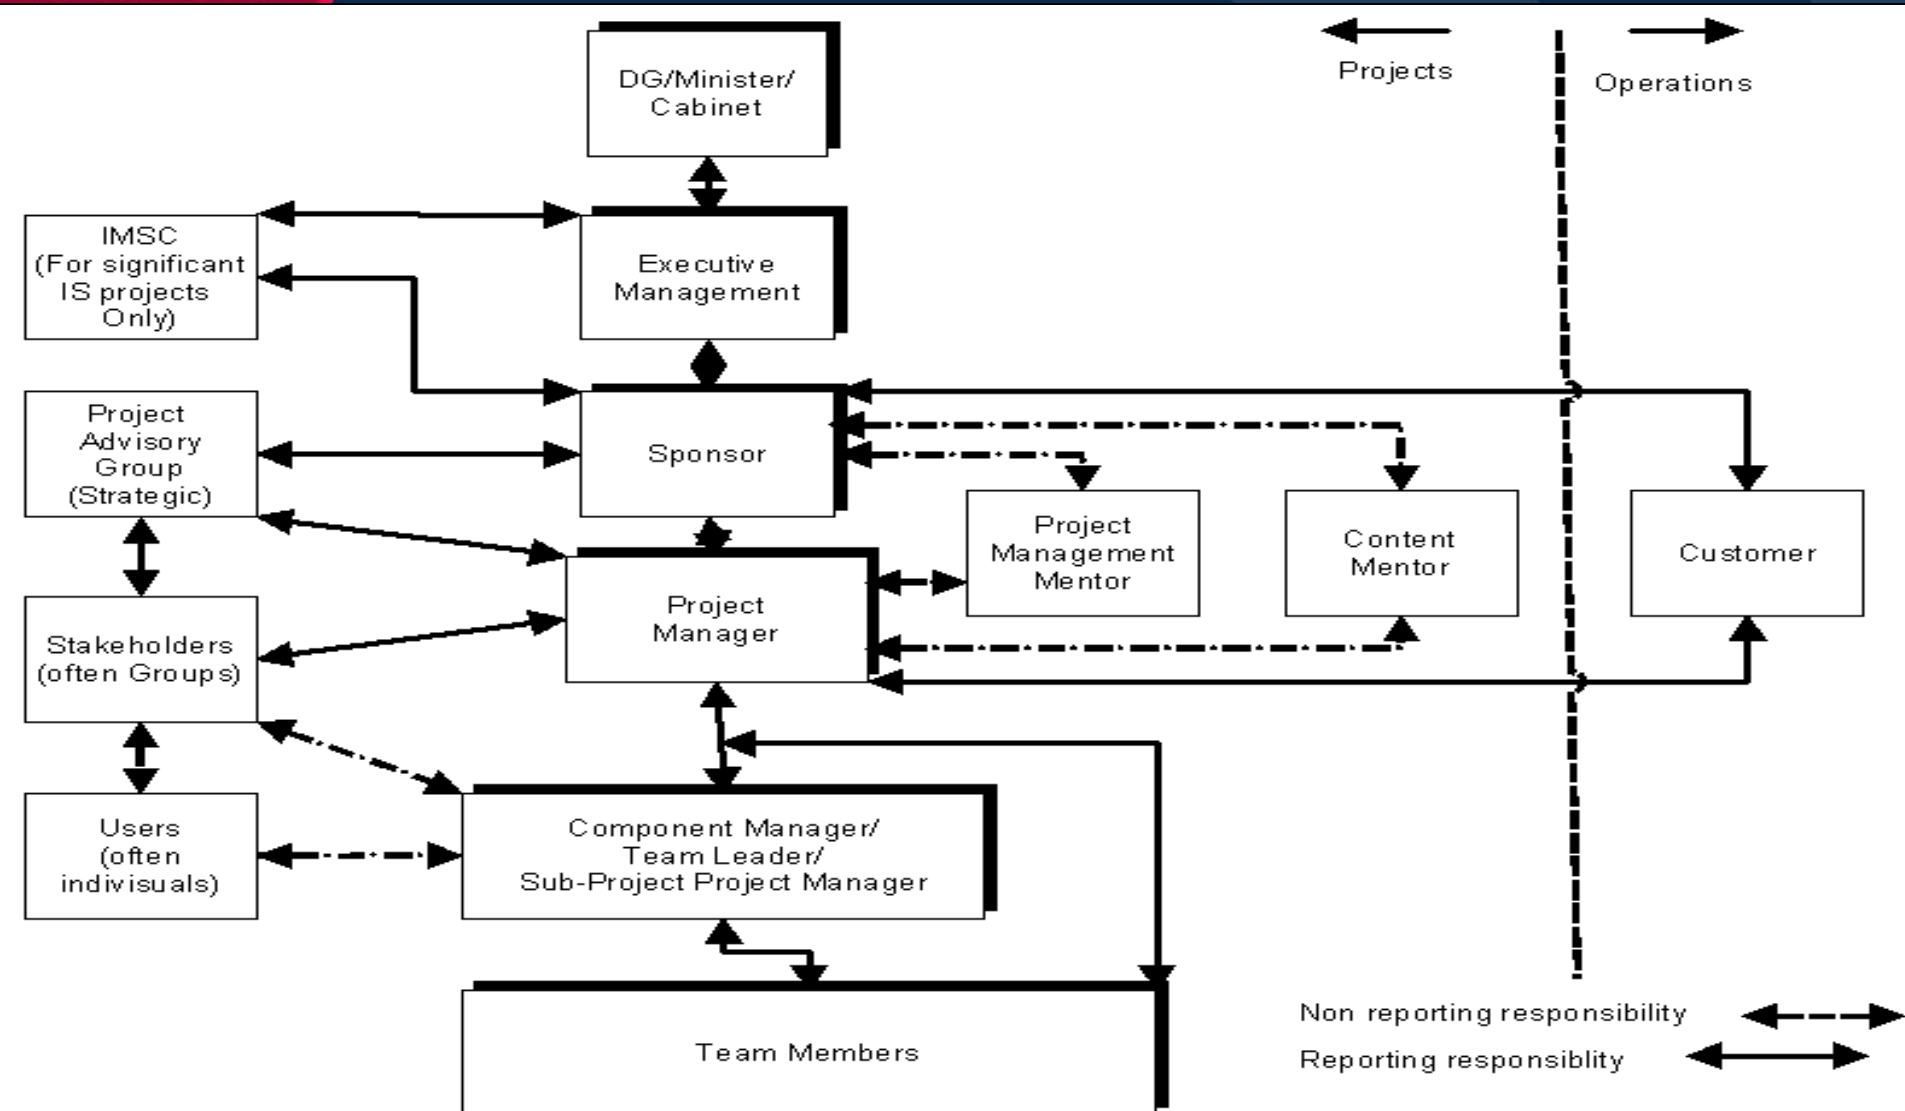 DG/Minister/
Cabinet
Projects
Operations
IMSC
(For significant
IS projects
Only)
Executive
Management
Project
Advisory
Group
(Strategic)
Sponsor
Project
Management
Mentor
Content
Mentor
Customer
Project
Manager
Stakeholders
(often Groups)
Users
(often
indivisuals)
Component Manager/
Team Leader/
Sub-Project Project Manager
Team Members
Non reporting responsibility
Reporting responsiblity